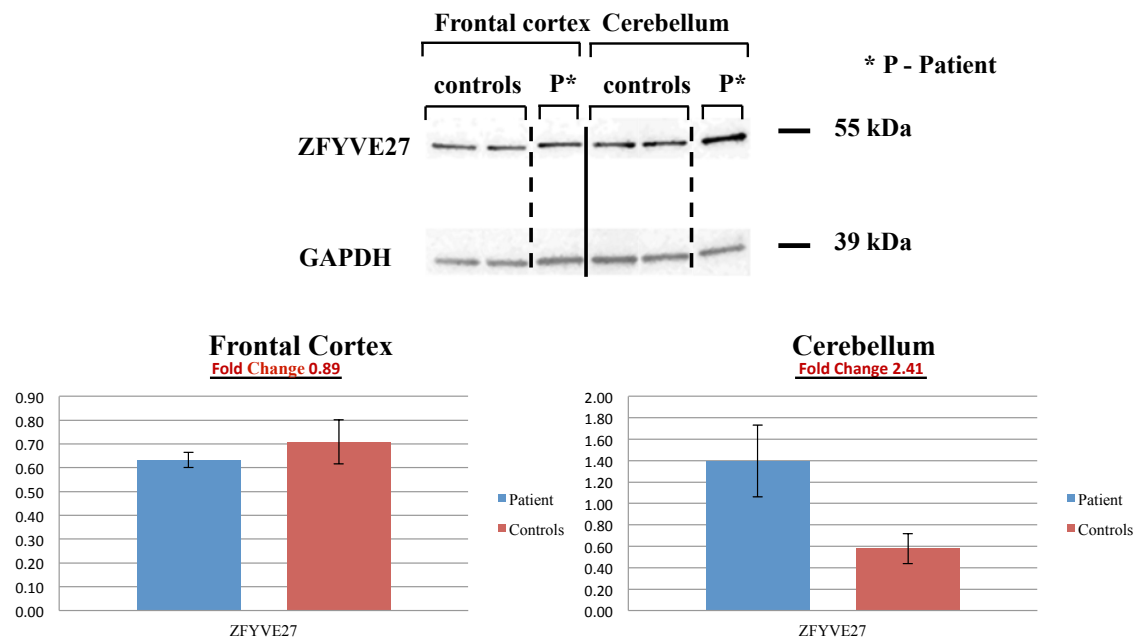 Frontal cortex Cerebellum
* P - Patient
controls P* controls P*
55 kDa
ZFYVE27
39 kDa
GAPDH
Frontal Cortex
Fold Change 0.89
0.90
0.80
0.70
0.60
0.50
0.40
0.30
0.20
0.10
0.00
ZFYVE27
Patient
Controls
Cerebellum
Fold Change 2.41
2.00
1.80
1.60
1.40
1.20
1.00
0.80
0.60
0.40
0.20
0.00
ZFYVE27
Patient
Controls